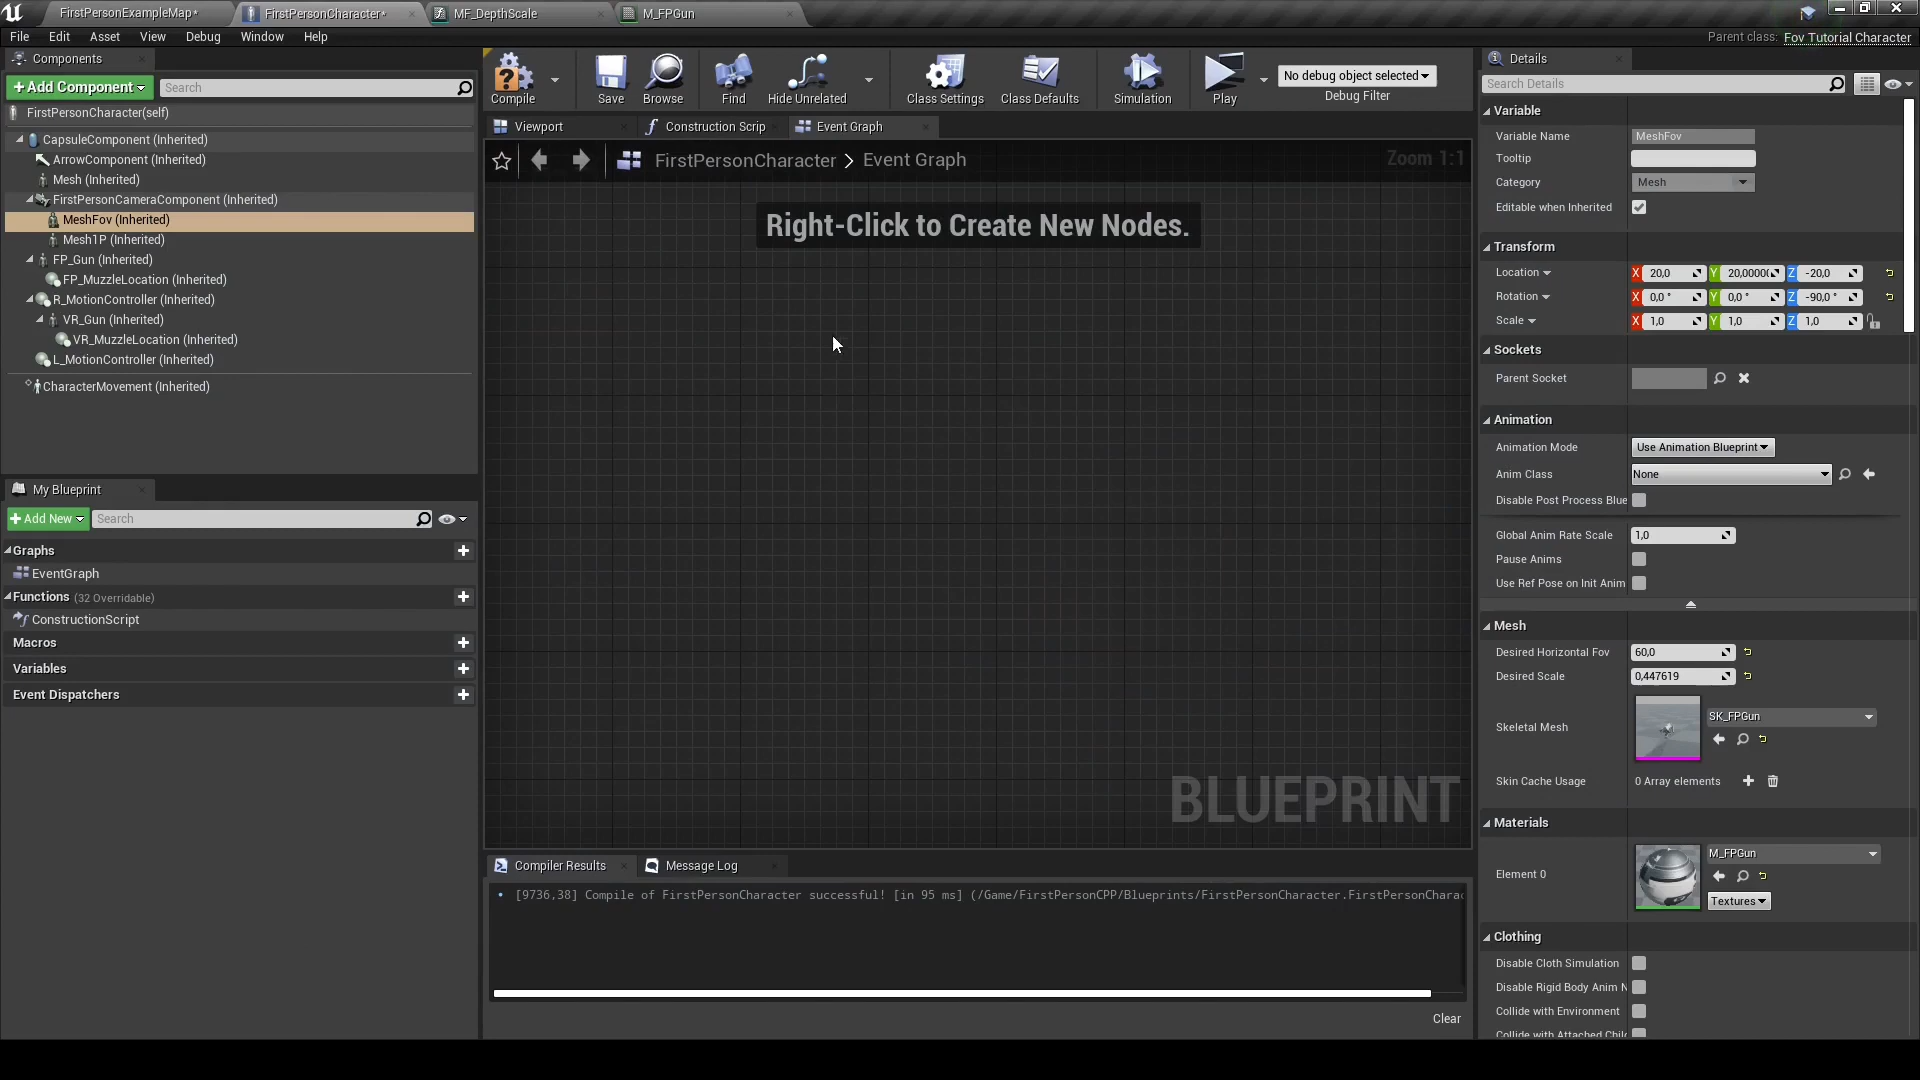 FirstPersonExampleMap*
FirstPersonCharacter*
MF_DepthScale
M_FPGun
File Edit Asset View Debug Window Help
Parent class: Fov Tutorial Character
Components
+Add Component
Search
FirstPersonCharacter(self)
CapsuleComponent (Inherited)
ArrowComponent (Inherited)
Mesh (Inherited)
FirstPersonCameraComponent (Inherited)
MeshFov (Inherited)
Mesh1P (Inherited)
FP_Gun (Inherited)
FP_MuzzleLocation (Inherited)
R_MotionController (Inherited)
VR_Gun (Inherited)
VR_MuzzleLocation (Inherited)
L_MotionController (Inherited)
CharacterMovement (Inherited)
My Blueprint
+Add New
Search
Graphs
EventGraph
Functions (32 Overridable)
ConstructionScript
Macros
Variables
Event Dispatchers
Compile
Save
Browse
Find
Hide Unrelated
Class Settings
Class Defaults
Simulation
Play
No debug object selected
Debug Filter
Viewport
Construction Scrip
Event Graph
FirstPersonCharacter > Event Graph
Zoom 1:1
Right-Click to Create New Nodes.
BLUEPRINT
Compiler Results
Message Log
[9736,38] Compile of FirstPersonCharacter successful! [in 95 ms] (/Game/FirstPersonCPP/Blueprints/FirstPersonCharacter.FirstPersonCharac
Clear
Details
Search Details
Variable
Variable Name MeshFov
Tooltip
Category Mesh
Editable when Inherited
Transform
Location X 20,0 Y 20,00000 Z -20,0
Rotation X 0,0 ° Y 0,0 ° Z -90,0 °
Scale X 1,0 Y 1,0 Z 1,0
Sockets
Parent Socket
Animation
Animation Mode Use Animation Blueprint
Anim Class None
Disable Post Process Blue
Global Anim Rate Scale 1,0
Pause Anims
Use Ref Pose on Init Anim
Mesh
Desired Horizontal Fov 60,0
Desired Scale 0,447619
Skeletal Mesh SK_FPGun
Skin Cache Usage 0 Array elements
Materials
Element 0 M_FPGun
Textures
Clothing
Disable Cloth Simulation
Disable Rigid Body Anim N
Collide with Environment
Collide with Attached Chil